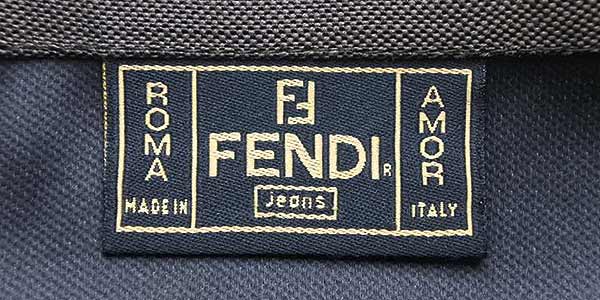 ROMA
MADE IN
FF
FENDI®
jeans
AMOR
ITALY